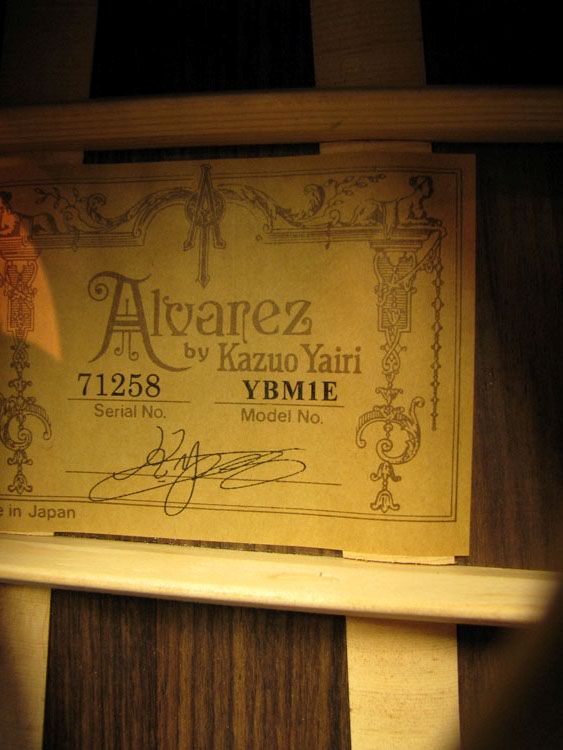 Alvarez
by Kazuo Yairi
71258 YBM1E
Serial No. Model No.
in Japan